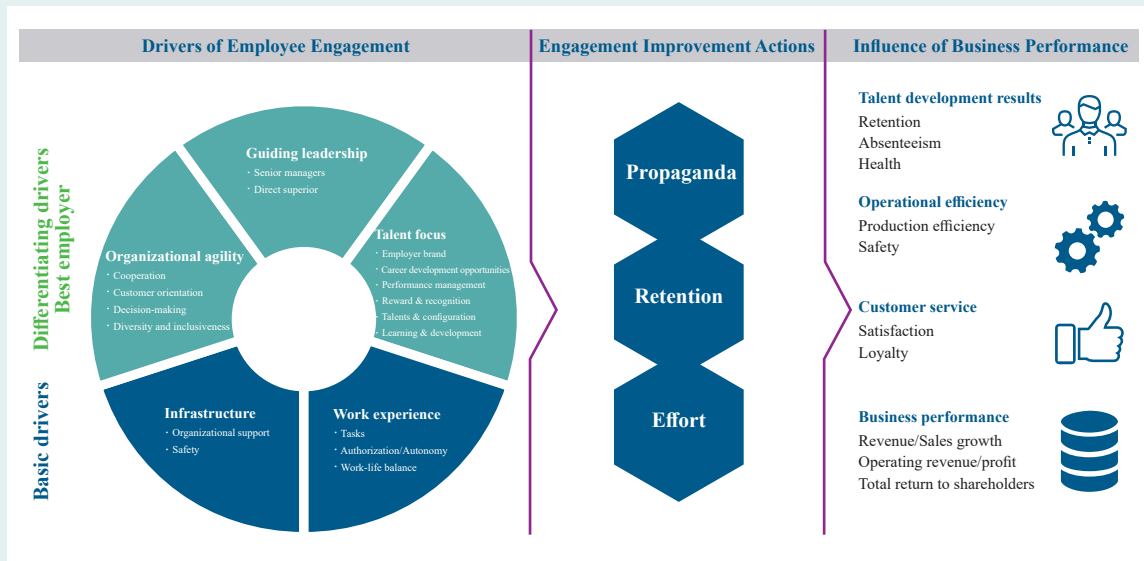 Drivers of Employee Engagement
Engagement Improvement Actions
Influence of Business Performance
Differentiating drivers
Best employer
Basic drivers
Guiding leadership
· Senior managers
· Direct superior
Organizational agility
· Cooperation
· Customer orientation
· Decision-making
· Diversity and inclusiveness
Talent focus
· Employer brand
· Career development opportunities
· Performance management
· Reward & recognition
· Talents & configuration
· Learning & development
Infrastructure
· Organizational support
· Safety
Work experience
· Tasks
· Authorization/Autonomy
· Work-life balance
Propaganda
Retention
Effort
Talent development results
Retention
Absenteeism
Health
Operational efficiency
Production efficiency
Safety
Customer service
Satisfaction
Loyalty
Business performance
Revenue/Sales growth
Operating revenue/profit
Total return to shareholders